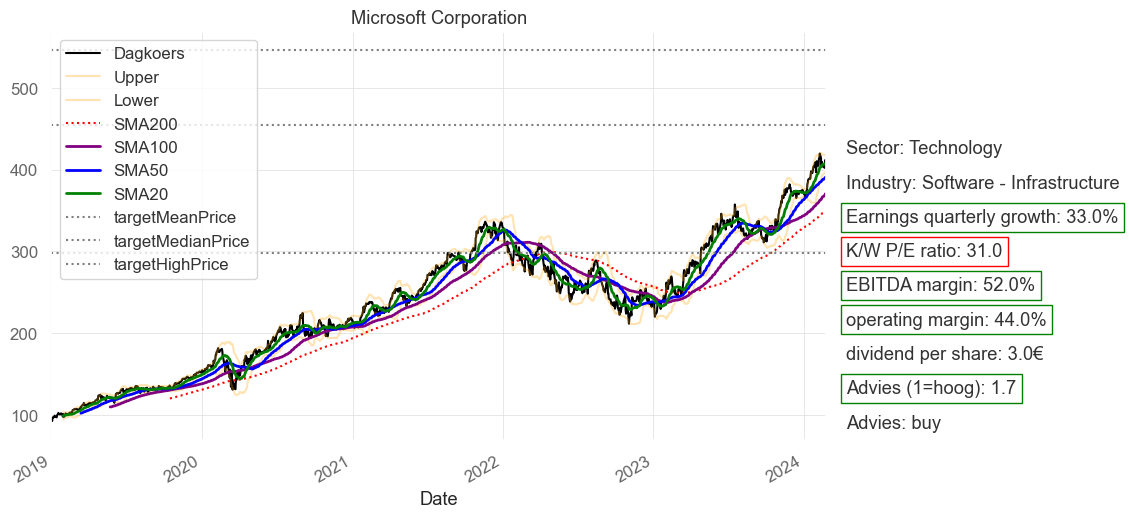 Microsoft Corporation
Dagkoers
Upper
Lower
SMA200
SMA100
SMA50
SMA20
targetMeanPrice
targetMedianPrice
targetHighPrice
500
400
300
200
100
2019
2020
2021
2022
2023
2024
Date
Sector: Technology
Industry: Software - Infrastructure
Earnings quarterly growth: 33.0%
K/W P/E ratio: 31.0
EBITDA margin: 52.0%
operating margin: 44.0%
dividend per share: 3.0€
Advies (1=hoog): 1.7
Advies: buy